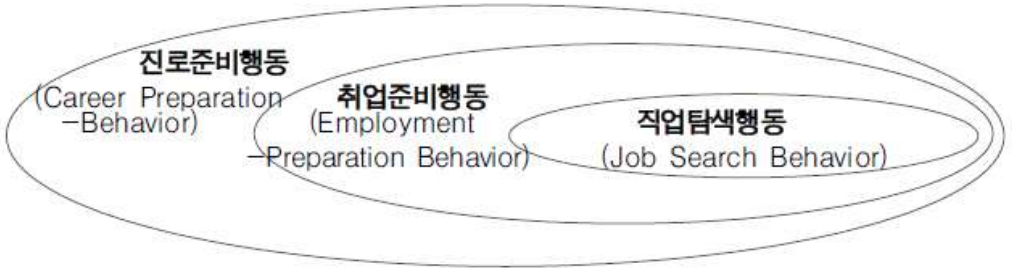 진로준비행동
(Career Preparation
-Behavior)
취업준비행동
(Employment
-Preparation Behavior)
직업탐색행동
(Job Search Behavior)